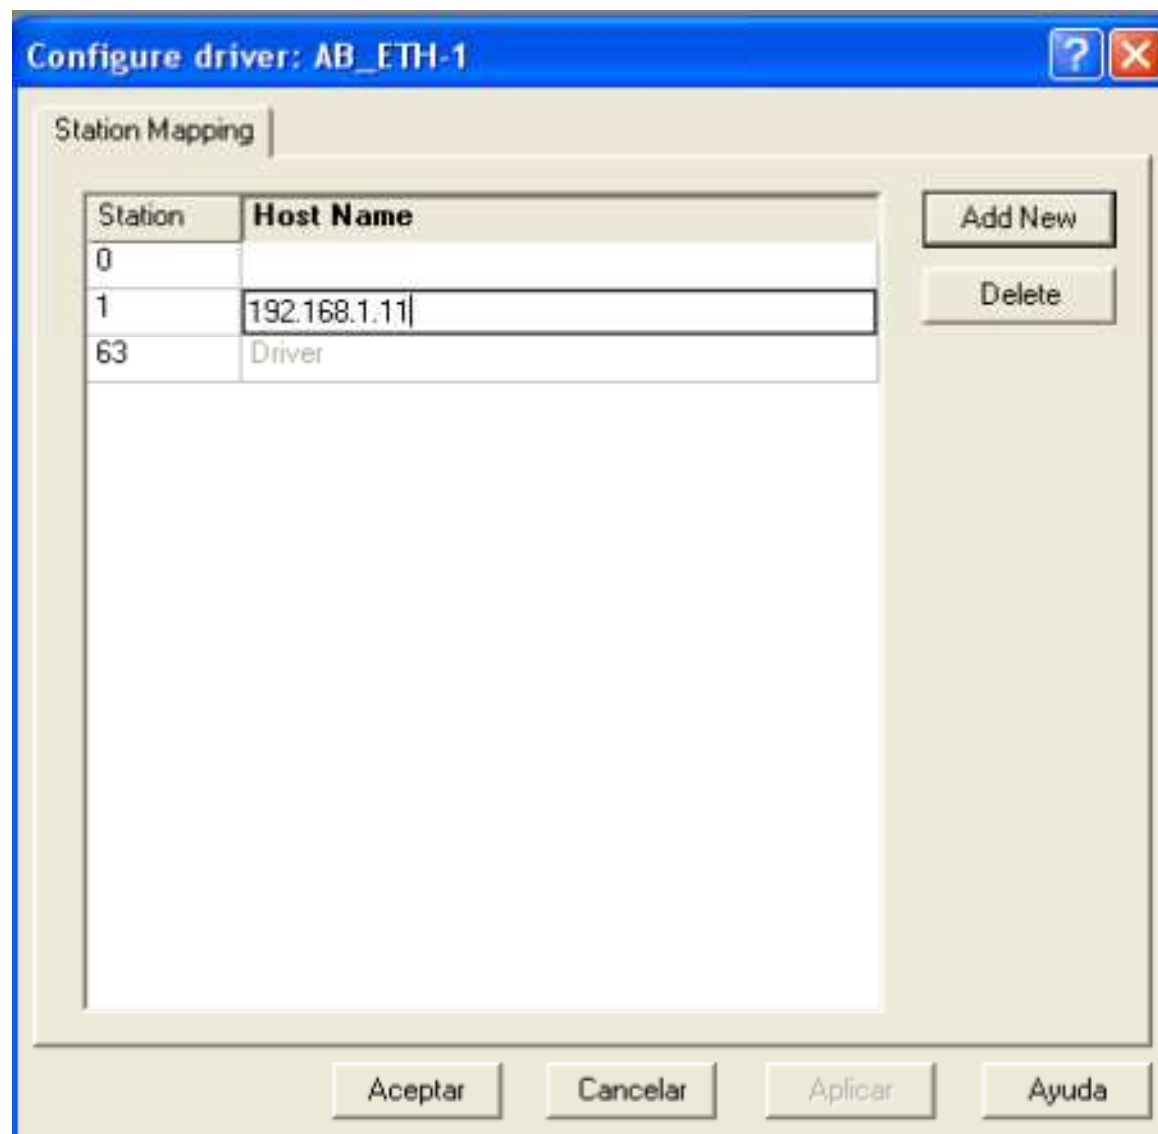 Configure driver: AB_ETH-1
Station Mapping
Station Host Name
Add New
0
1 192.168.1.11
Delete
63 Driver
Aceptar Cancelar Aplicar Ayuda